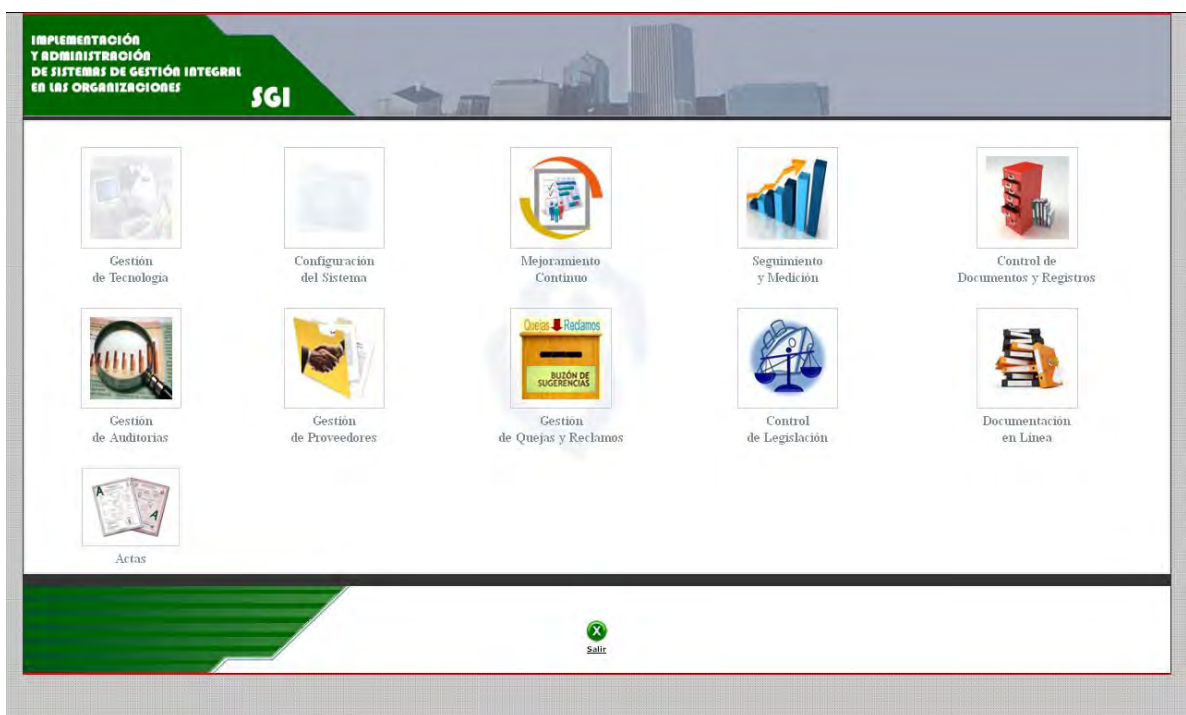 IMPLEMENTACIÓN
Y ADMINISTRACIÓN
DE SISTEMAS DE GESTIÓN INTEGRAL
EN LAS ORGANIZACIONES
SGI
Gestión
de Tecnologia
Configuración
del Sistema
Mejoramiento
Continuo
Seguimiento
y Medición
Control de
Documentos y Registros
Quejas Reclamos
BUZÓN DE
SUGERENCIAS
Gestión
de Auditorias
Gestión
de Proveedores
Gestión
de Quejas y Reclamos
Control
de Legislación
Documentación
en Linea
A
A
Actas
X
Salir